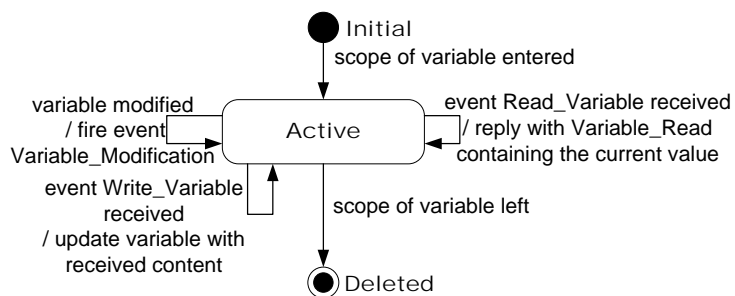 Initial
scope of variable entered
variable modified
/ fire event
Variable_Modification
Active
event Read_Variable received
/ reply with Variable_Read
containing the current value
event Write_Variable
received
/ update variable with
received content
scope of variable left
Deleted